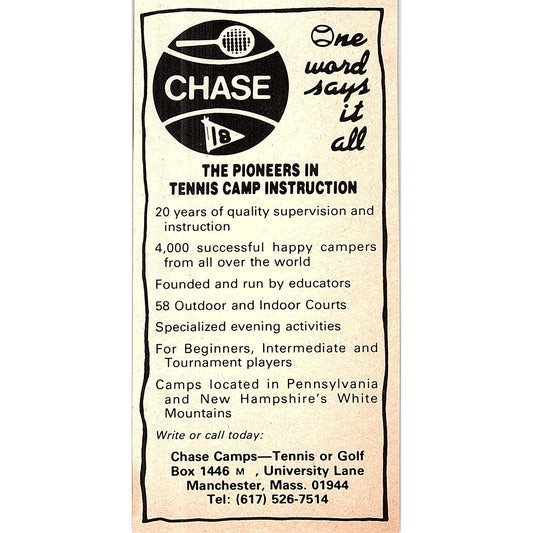 CHASE
18
One
word
says
it
all
THE PIONEERS IN
TENNIS CAMP INSTRUCTION
20 years of quality supervision and
instruction
4,000 successful happy campers
from all over the world
Founded and run by educators
58 Outdoor and Indoor Courts
Specialized evening activities
For Beginners, Intermediate and
Tournament players
Camps located in Pennsylvania
and New Hampshire's White
Mountains
Write or call today:
Chase Camps—Tennis or Golf
Box 1446 M , University Lane
Manchester, Mass. 01944
Tel: (617) 526-7514